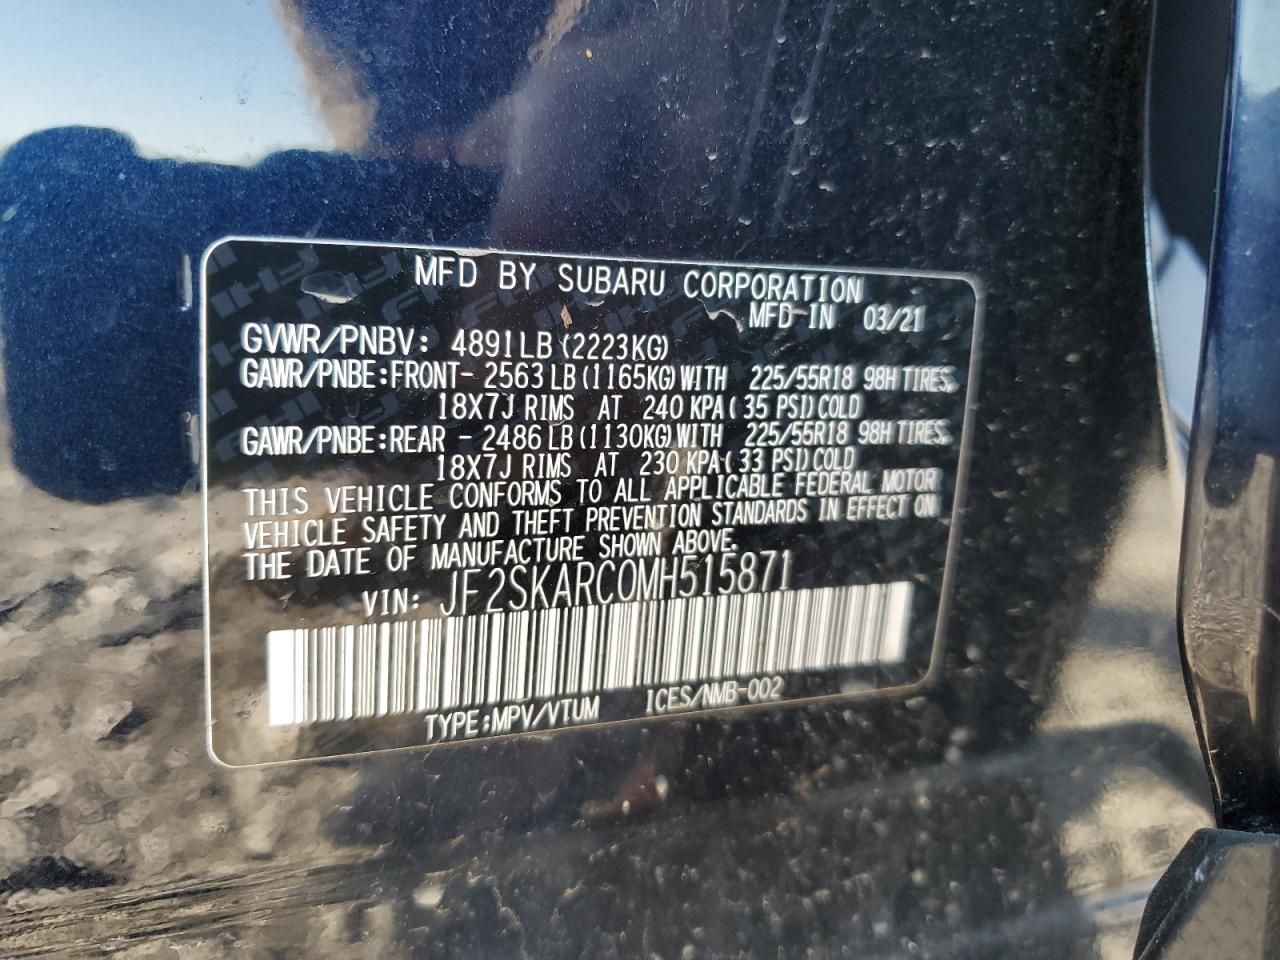 MFD BY SUBARU CORPORATION
MFD IN 03/21
GVWR/PNBV: 4891LB (2223KG)
GAWR/PNBE:FRONT- 2563LB (1165KG)WITH 225/55R18 98H TIRES,
18X7J RIMS AT 240 KPA( 35 PSI)COLD
GAWR/PNBE:REAR - 2486LB (1130KG)WITH 225/55R18 98H TIRES,
18X7J RIMS AT 230 KPA( 33 PSI)COLD
THIS VEHICLE CONFORMS TO ALL APPLICABLE FEDERAL MOTOR
VEHICLE SAFETY AND THEFT PREVENTION STANDARDS IN EFFECT ON
THE DATE OF MANUFACTURE SHOWN ABOVE.
VIN: JF2SKARC0MH515871
TYPE:MPV/VTUM ICES/NMB-002